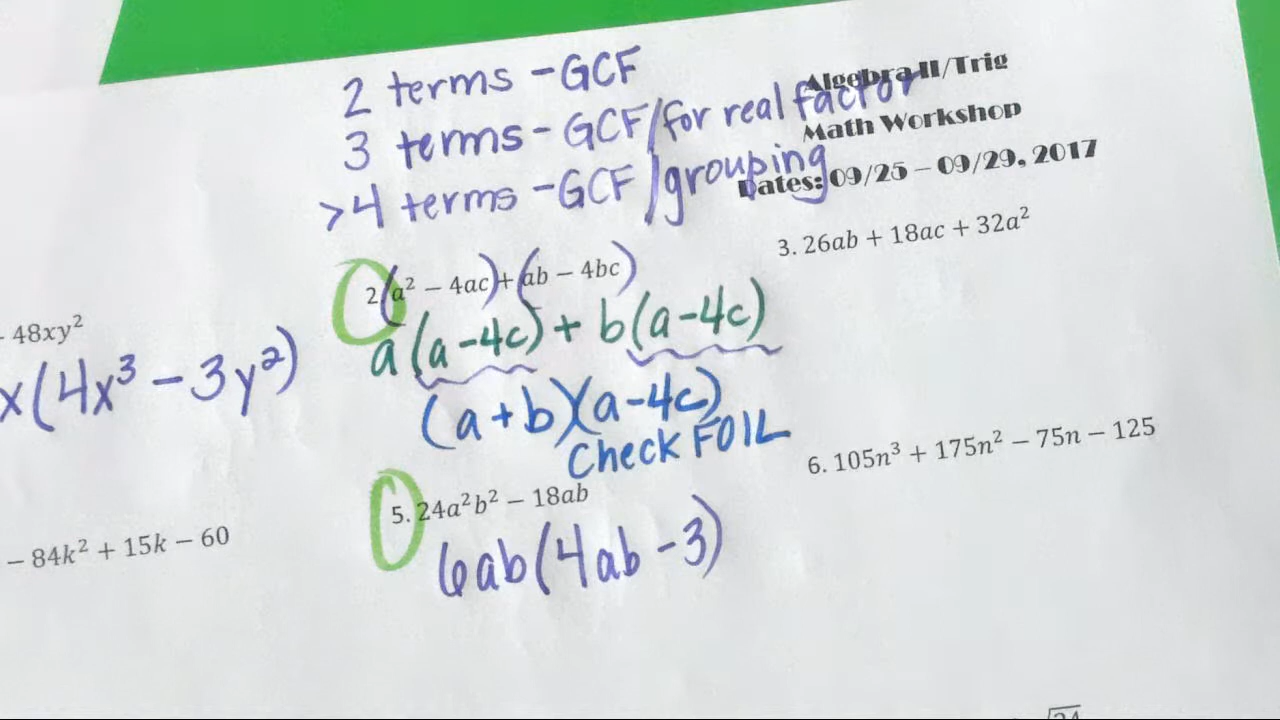 2 terms - GCF
3 terms - GCF/for real factor
>4 terms - GCF/grouping
Algebra II/Trig
Math Workshop
Dates: 09/25 – 09/29, 2017
- 48xy²
x(4x³ - 3y²)
2(a² − 4ac)+(ab − 4bc)
a(a-4c) + b(a-4c)
(a+b)(a-4c)
Check FOIL
3. 26ab + 18ac + 32a²
− 84k² + 15k − 60
5. 24a²b² − 18ab
6ab(4ab-3)
6. 105n³ + 175n² − 75n − 125